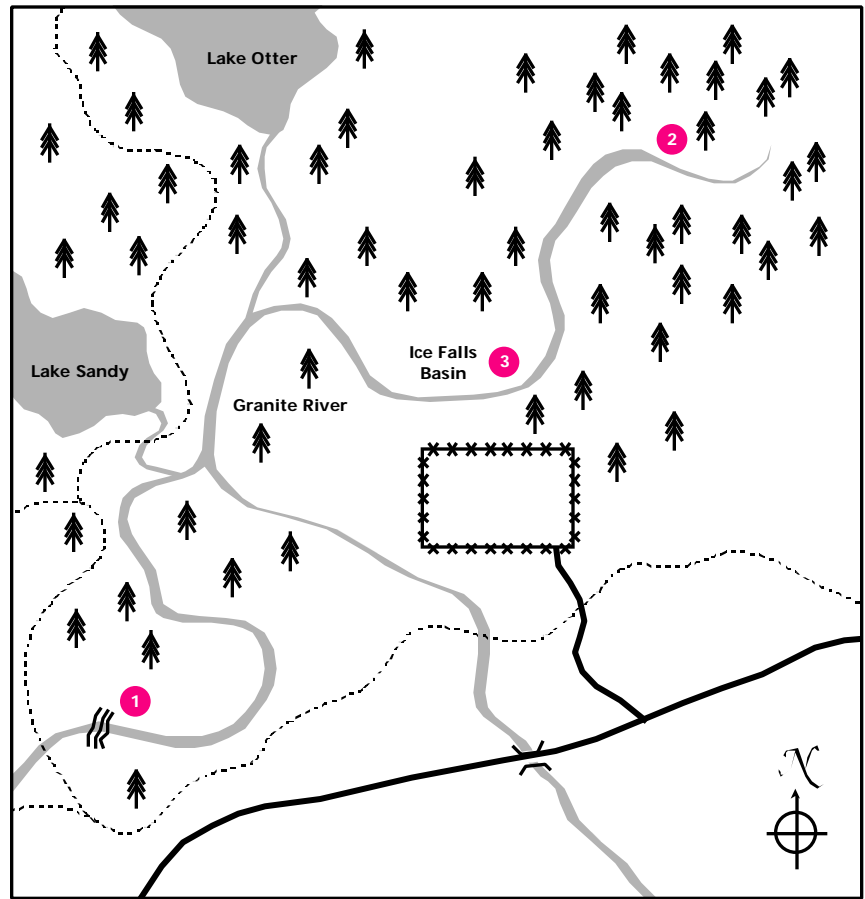 Lake Otter
2
Ice Falls
Basin
3
Lake Sandy
Granite River
1
N